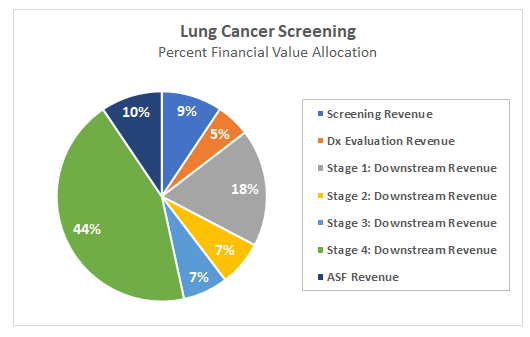 Lung Cancer Screening
Percent Financial Value Allocation
10%
9%
5%
18%
44%
7%
7%
Screening Revenue
Dx Evaluation Revenue
Stage 1: Downstream Revenue
Stage 2: Downstream Revenue
Stage 3: Downstream Revenue
Stage 4: Downstream Revenue
ASF Revenue